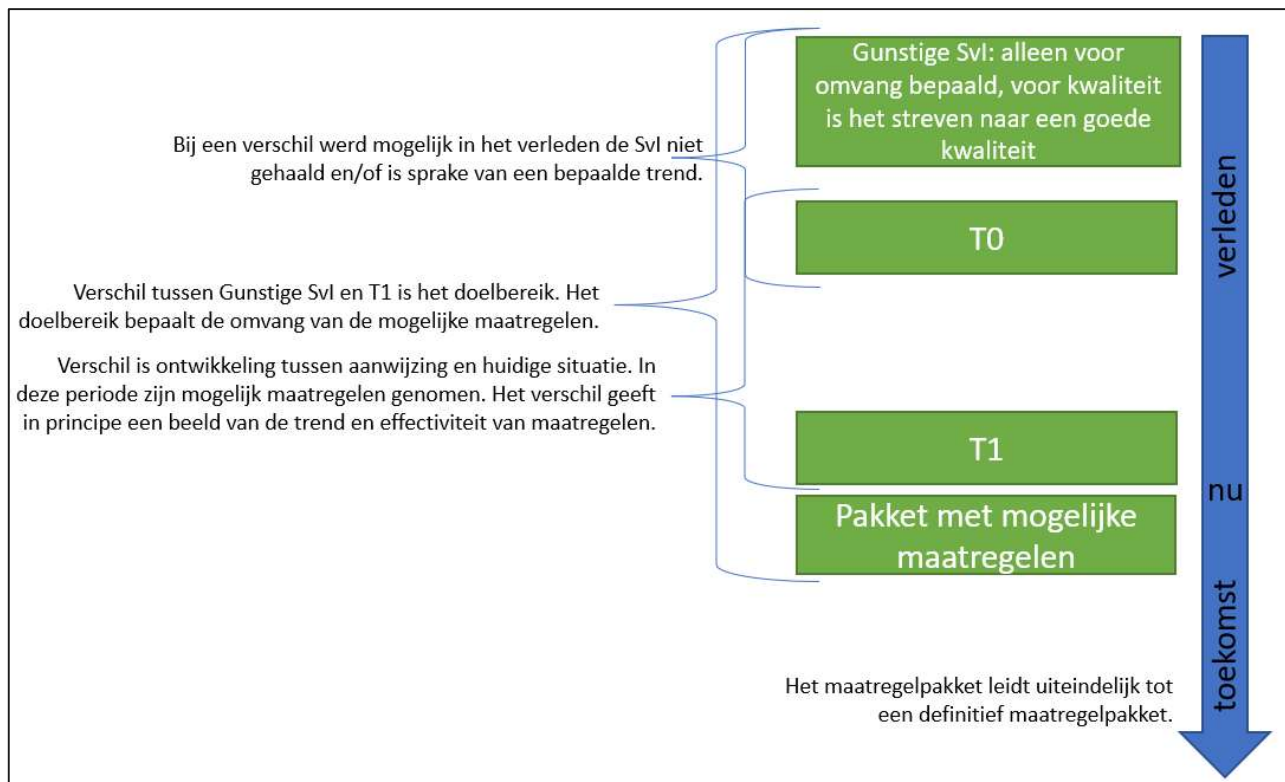 Gunstige SvI: alleen voor
omvang bepaald, voor kwaliteit
is het streven naar een goede
kwaliteit
Bij een verschil werd mogelijk in het verleden de SvI niet
gehaald en/of is sprake van een bepaalde trend.
T0
verleden
Verschil tussen Gunstige SvI en T1 is het doelbereik. Het
doelbereik bepaalt de omvang van de mogelijke maatregelen.
Verschil is ontwikkeling tussen aanwijzing en huidige situatie. In
deze periode zijn mogelijk maatregelen genomen. Het verschil geeft
in principe een beeld van de trend en effectiviteit van maatregelen.
T1
nu
Pakket met mogelijke
maatregelen
toekomst
Het maatregelpakket leidt uiteindelijk tot
een definitief maatregelpakket.